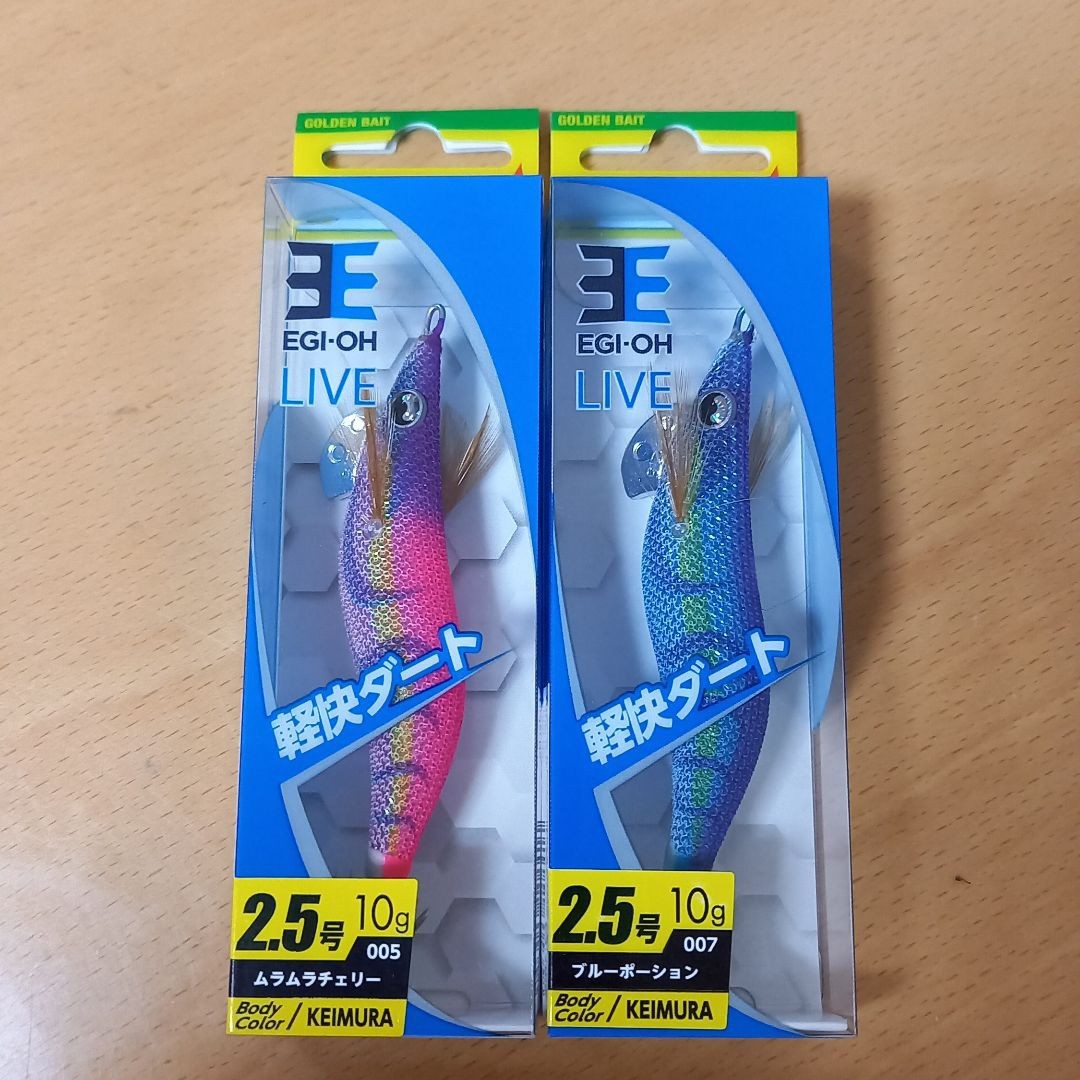 GOLDEN BAIT
EGI-OH
LIVE
軽快ダート
2.5号 10g
005
ムラムラチェリー
Body Color / KEIMURA
GOLDEN BAIT
EGI-OH
LIVE
軽快ダート
2.5号 10g
007
ブルーポーション
Body Color / KEIMURA